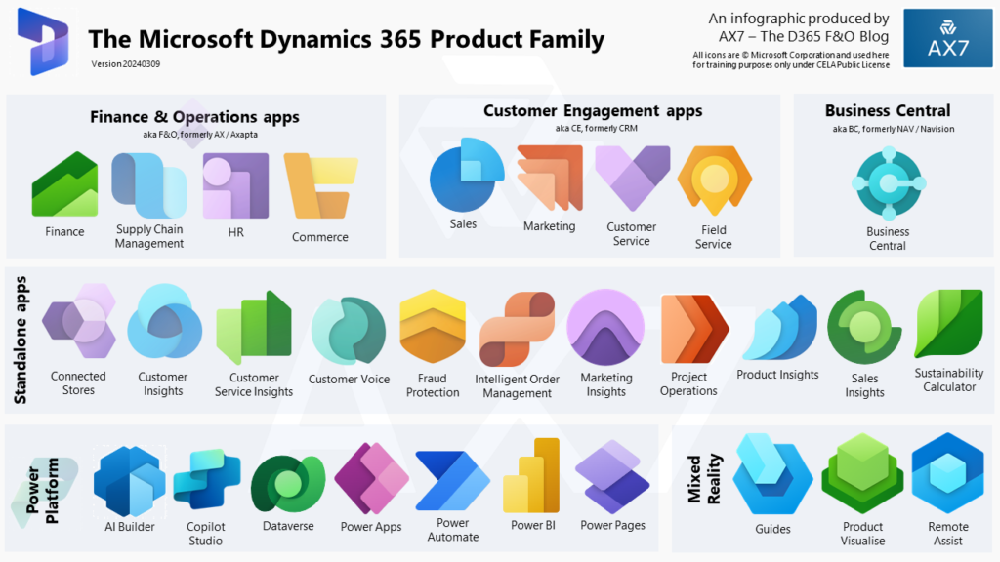 The Microsoft Dynamics 365 Product Family
Version 20240309
An infographic produced by
AX7 – The D365 F&O Blog
All icons are © Microsoft Corporation and used here
for training purposes only under CELA Public License
AX7
Finance & Operations apps
aka F&O, formerly AX / Axapta
Finance
Supply Chain
Management
HR
Commerce
Customer Engagement apps
aka CE, formerly CRM
Sales
Marketing
Customer
Service
Field
Service
Business Central
aka BC, formerly NAV / Navision
Business
Central
Standalone apps
Connected
Stores
Customer
Insights
Customer
Service Insights
Customer Voice
Fraud
Protection
Intelligent Order
Management
Marketing
Insights
Project
Operations
Product Insights
Sales
Insights
Sustainability
Calculator
AX7
Power
Platform
AI Builder
Copilot
Studio
Dataverse
Power Apps
Power
Automate
Power BI
Power Pages
Mixed
Reality
Guides
Product
Visualise
Remote
Assist